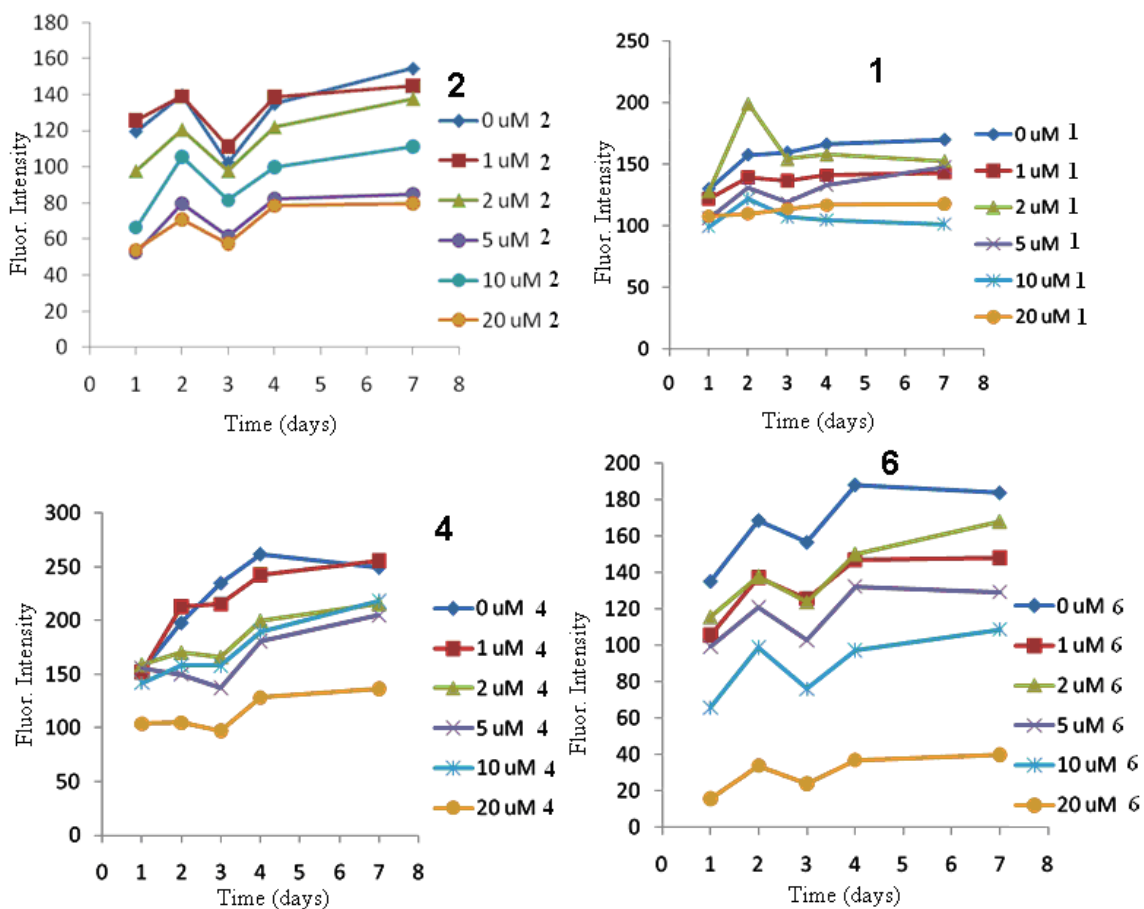 2
Fluor. Intensity
180
160
140
120
100
80
60
40
20
0
0 1 2 3 4 5 6 7 8
Time (days)
0 uM 2
1 uM 2
2 uM 2
5 uM 2
10 uM 2
20 uM 2
1
Fluor. Intensity
250
200
150
100
50
0
0 1 2 3 4 5 6 7 8
Time (days)
0 uM 1
1 uM 1
2 uM 1
5 uM 1
10 uM 1
20 uM 1
4
Fluor. Intensity
300
250
200
150
100
50
0
0 1 2 3 4 5 6 7 8
Time (days)
0 uM 4
1 uM 4
2 uM 4
5 uM 4
10 uM 4
20 uM 4
6
Fluor. Intensity
200
180
160
140
120
100
80
60
40
20
0
0 1 2 3 4 5 6 7 8
Time (days)
0 uM 6
1 uM 6
2 uM 6
5 uM 6
10 uM 6
20 uM 6